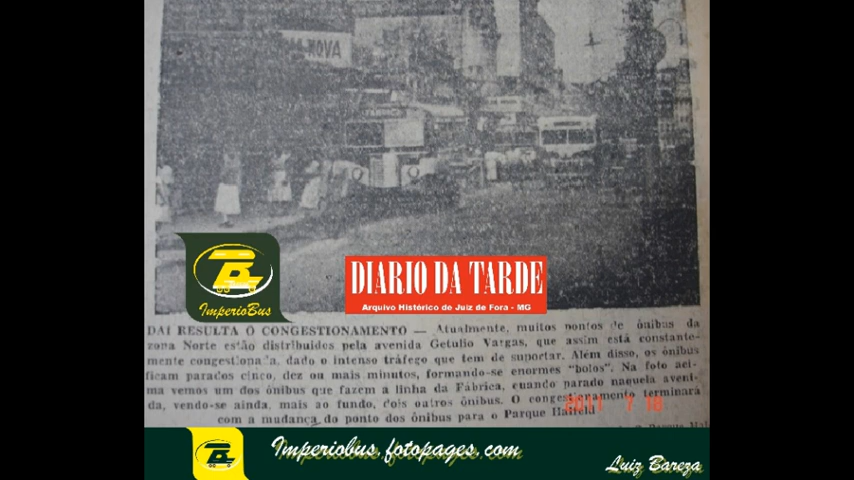 NOVA
FABRICA
ImperioBus
DIARIO DA TARDE
Arquivo Histórico de Juiz de Fora - MG
DAI RESULTA O CONGESTIONAMENTO — Atualmente, muitos pontos de ônibus da
zona Norte estão distribuidos pela avenida Getulio Vargas, que assim está constante-
mente congestionada, dado o intenso tráfego que tem de suportar. Além disso, os ônibus
ficam parados cinco, dez ou mais minutos, formando-se enormes "bolos". Na foto aci-
ma vemos um dos ônibus que fazem a linha da Fábrica, quando parado naquela aveni-
da, vendo-se ainda, mais ao fundo, dois outros ônibus. O congestionamento terminará
com a mudança do ponto dos ônibus para o Parque Halfeld
2011 7 18
Imperiobus.fotopages.com
Luiz Bareza